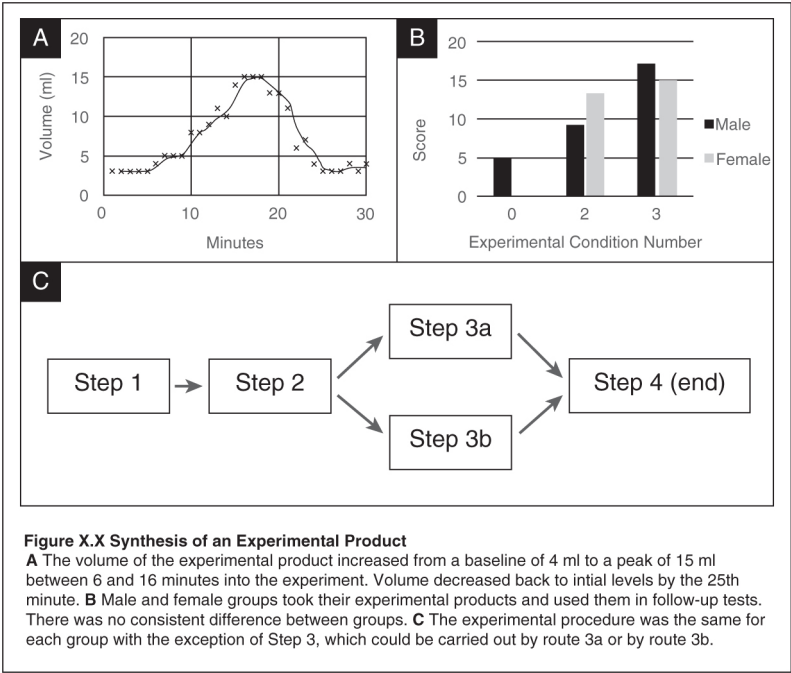 A
20
15
10
5
0
Volume (ml)
0 10 20 30
Minutes
B
20
15
10
5
0
Score
0 2 3
Experimental Condition Number
Male
Female
C
Step 1
Step 2
Step 3a
Step 3b
Step 4 (end)
Figure X.X Synthesis of an Experimental Product
A The volume of the experimental product increased from a baseline of 4 ml to a peak of 15 ml
between 6 and 16 minutes into the experiment. Volume decreased back to intial levels by the 25th
minute. B Male and female groups took their experimental products and used them in follow-up tests.
There was no consistent difference between groups. C The experimental procedure was the same for
each group with the exception of Step 3, which could be carried out by route 3a or by route 3b.